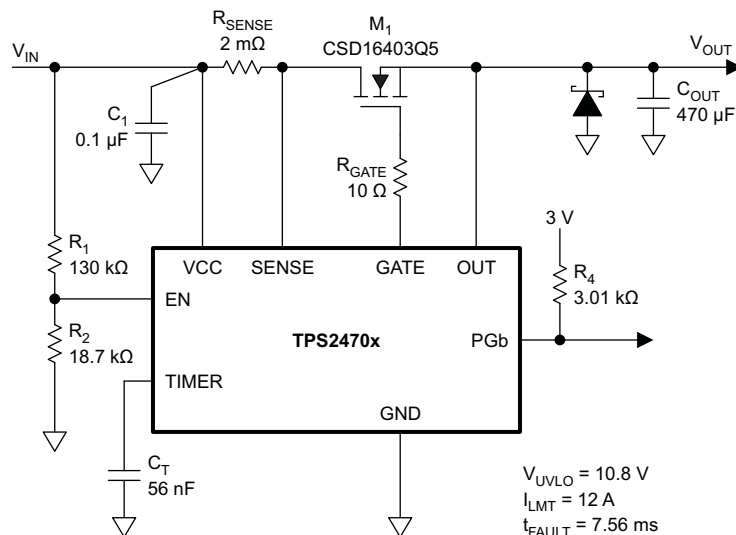 R_SENSE
2 mΩ
M_1
CSD16403Q5
V_IN
V_OUT
C_1
0.1 µF
C_OUT
470 µF
R_GATE
10 Ω
3 V
R_1
130 kΩ
VCC SENSE GATE OUT
R_4
3.01 kΩ
EN
R_2
18.7 kΩ
TPS2470x
PGb
TIMER
GND
C_T
56 nF
V_UVLO = 10.8 V
I_LMT = 12 A
t_FAULT = 7.56 ms